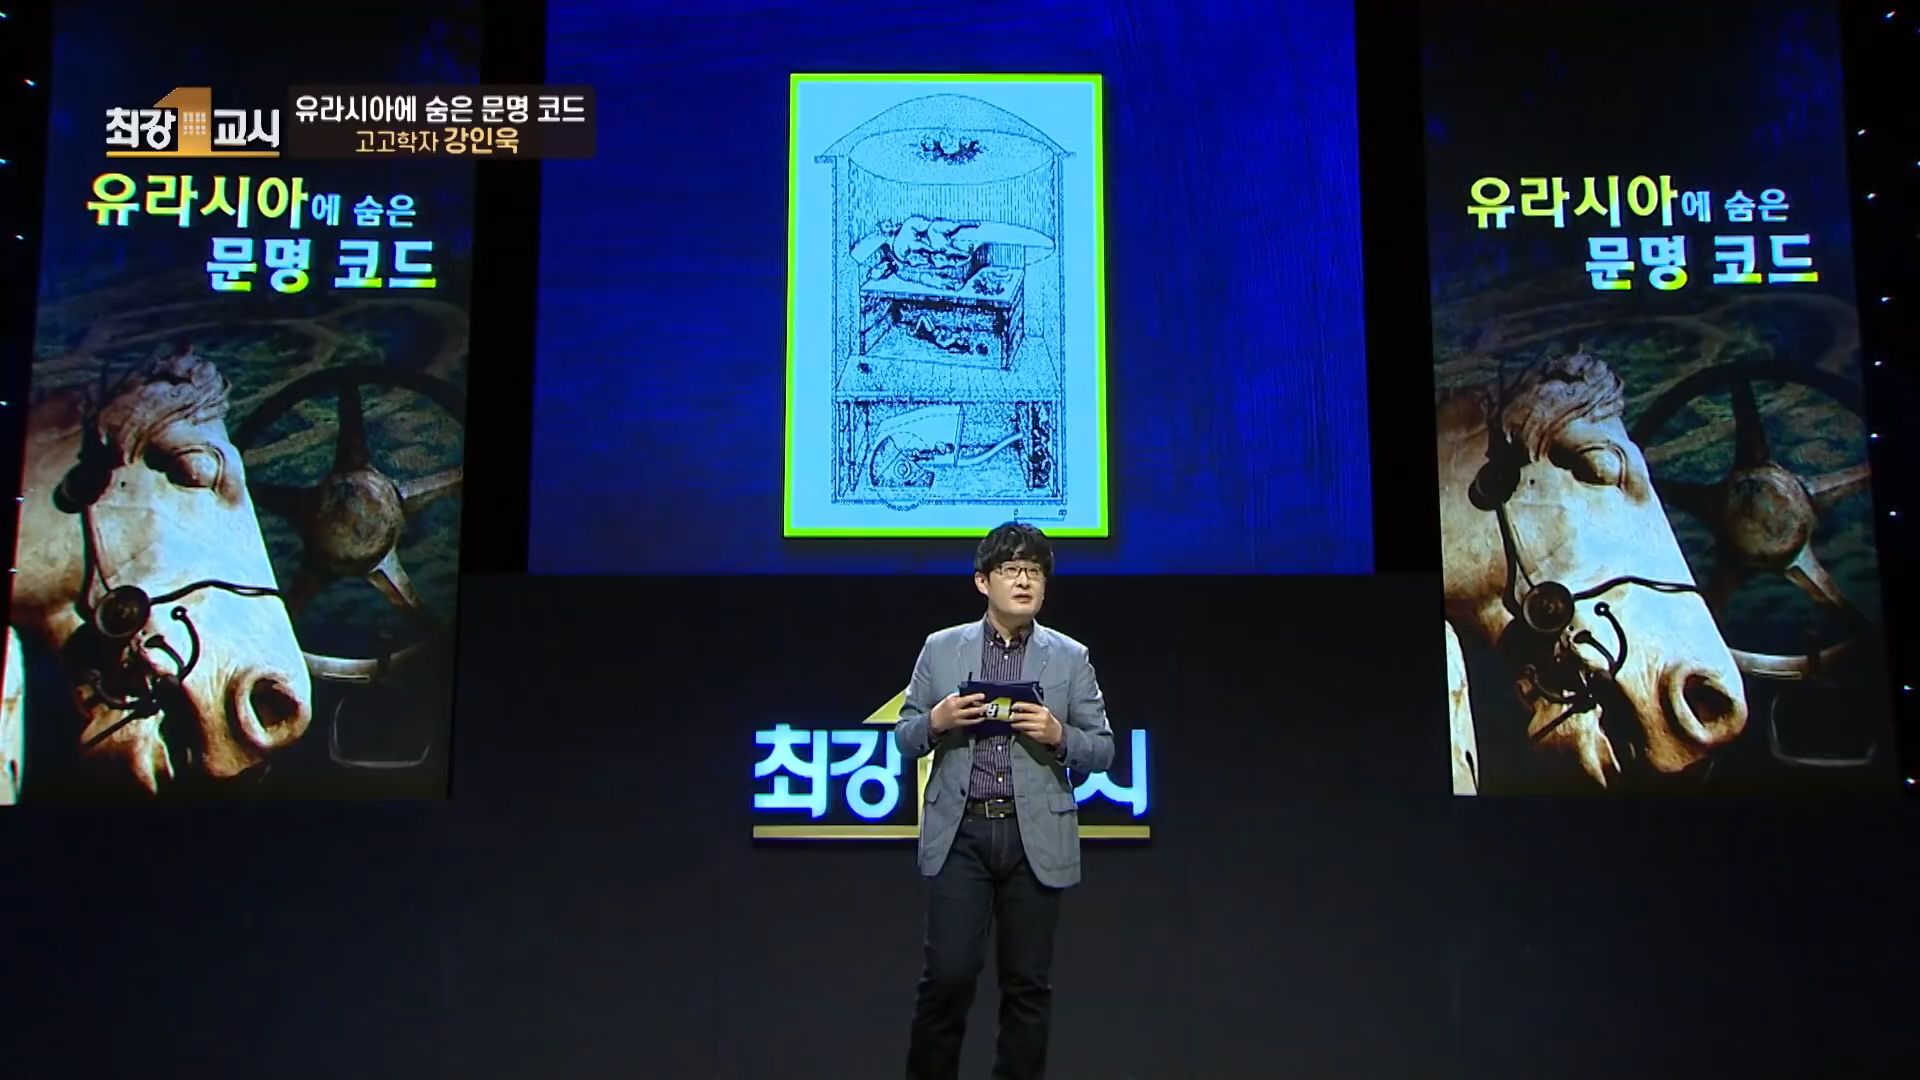 최강1교시
유라시아에 숨은 문명 코드
고고학자 강인욱
유라시아에 숨은
문명 코드
유라시아에 숨은
문명 코드
최강
시